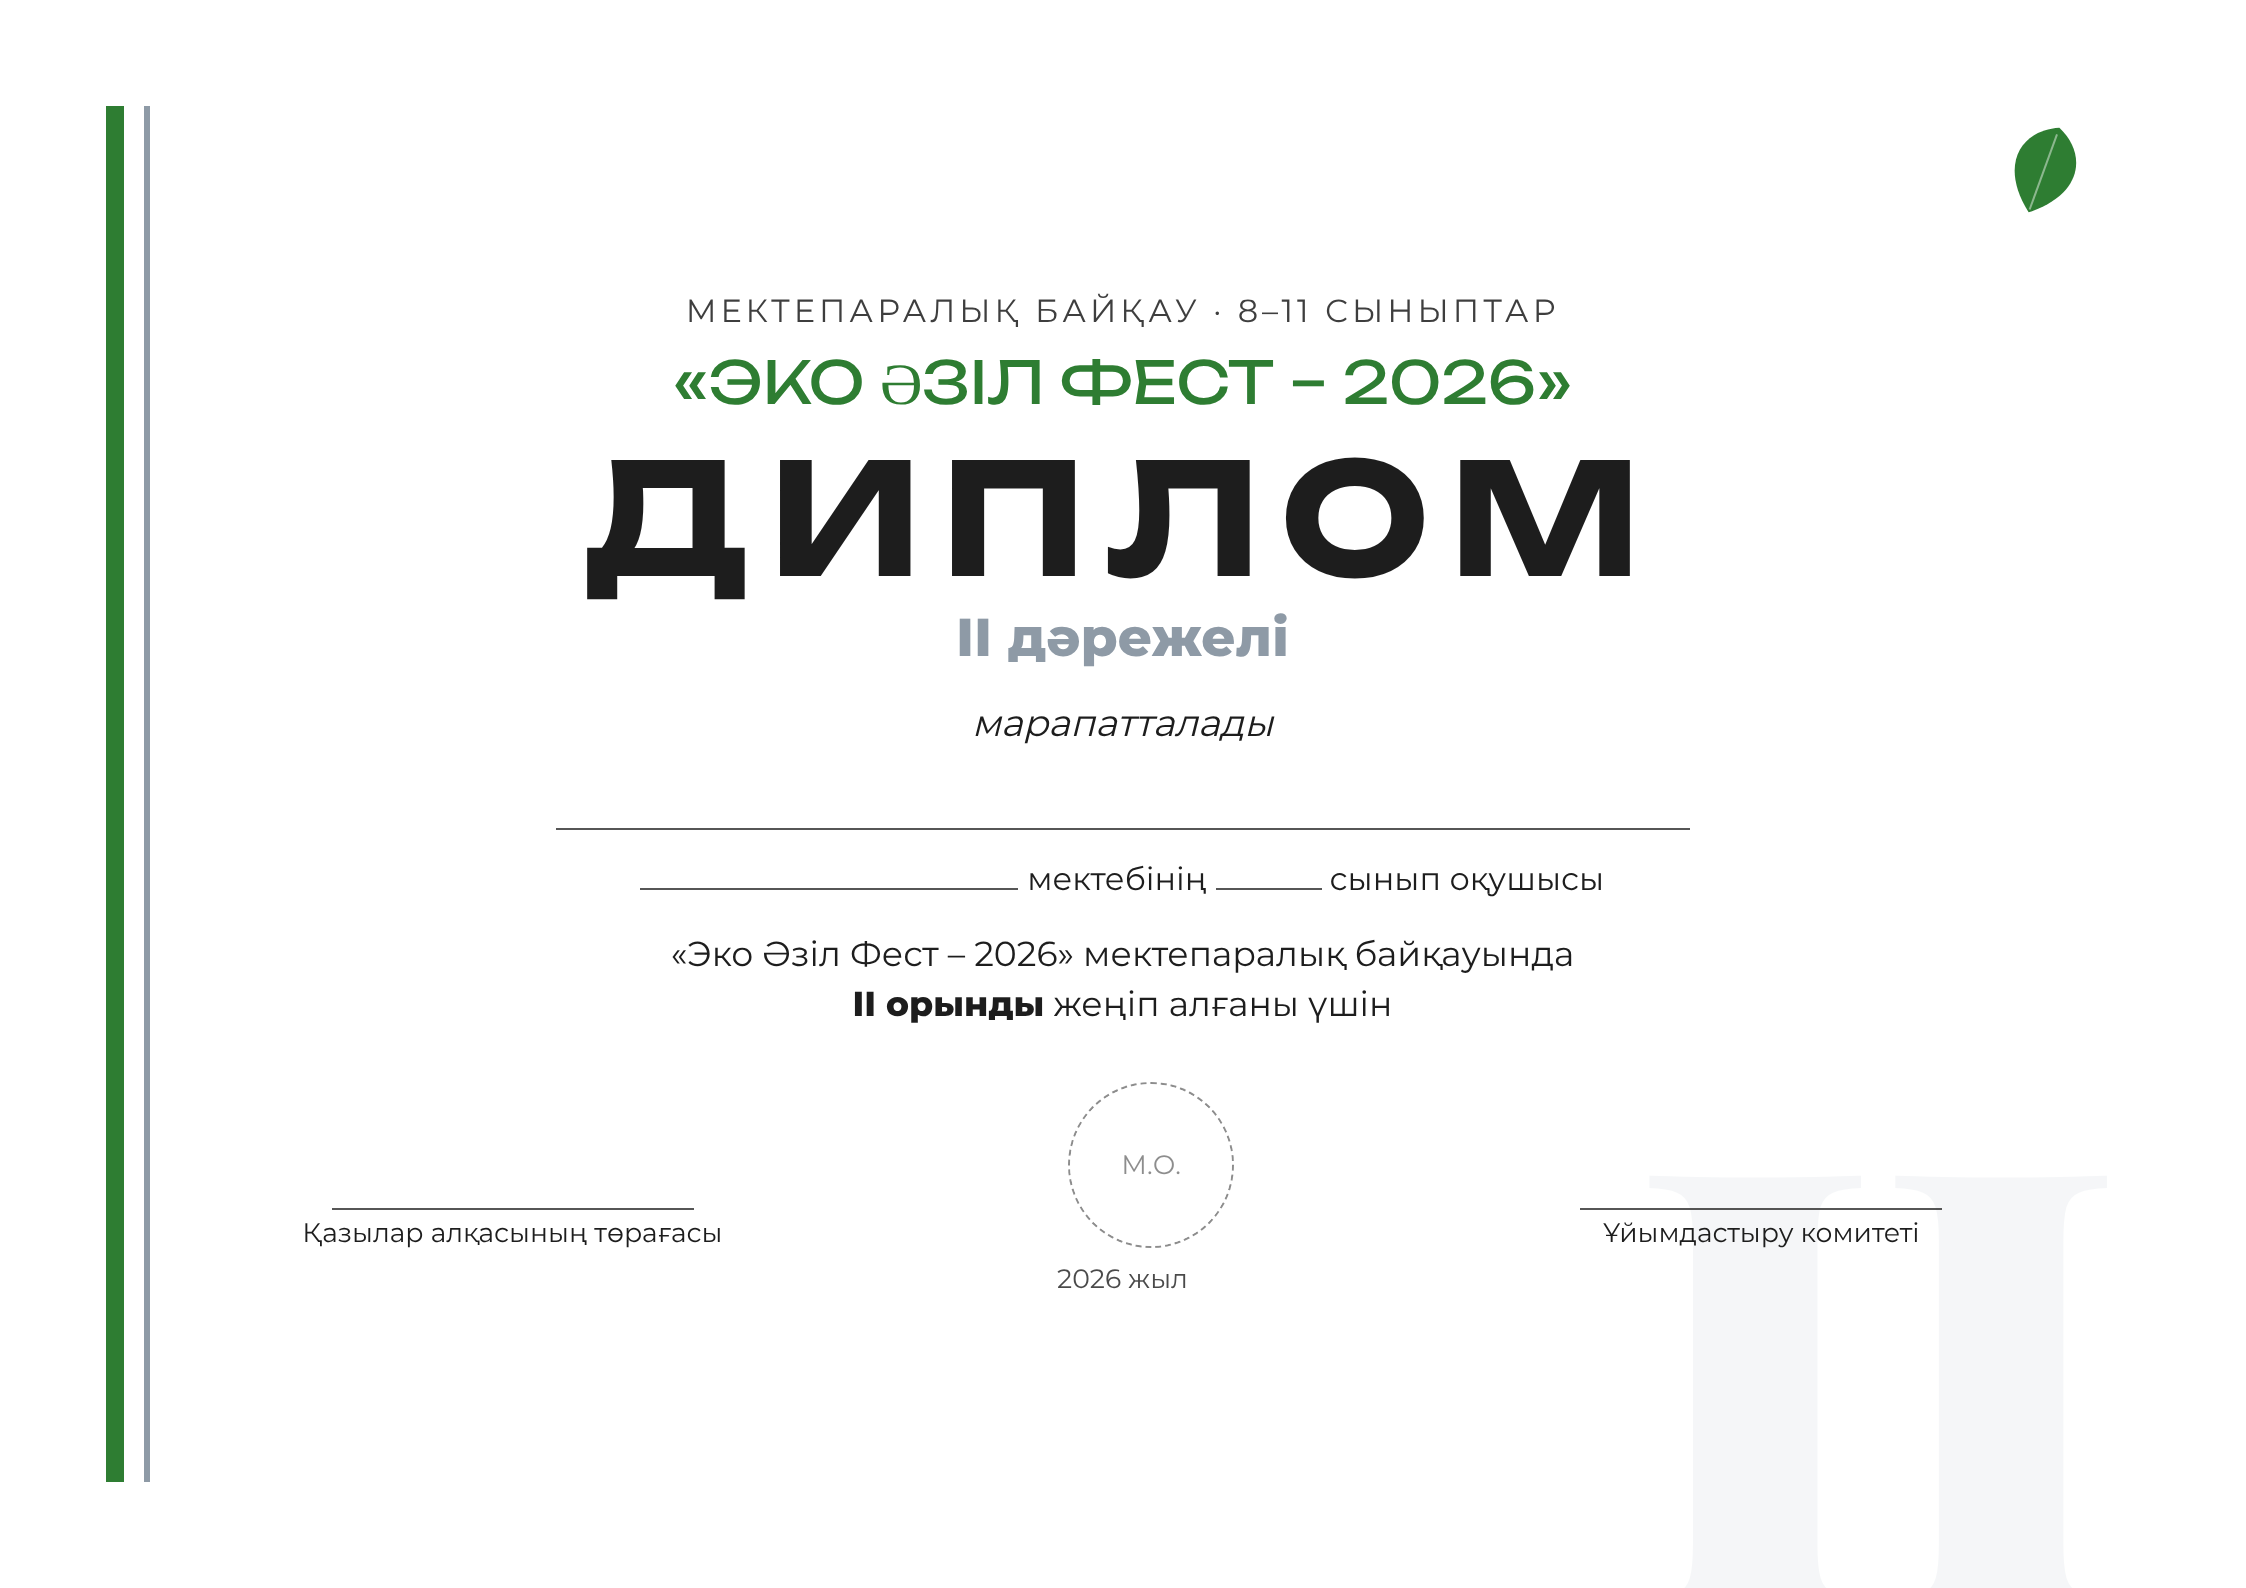 МЕКТЕПАРАЛЫҚ БАЙҚАУ · 8–11 СЫНЫПТАР
«ЭКО ӘЗІЛ ФЕСТ – 2026»
ДИПЛОМ
II дәрежелі
марапатталады
мектебінің сынып оқушысы
«Эко Әзіл Фест – 2026» мектепаралық байқауында
II орынды жеңіп алғаны үшін
М.О.
Қазылар алқасының төрағасы
Ұйымдастыру комитеті
2026 жыл
II